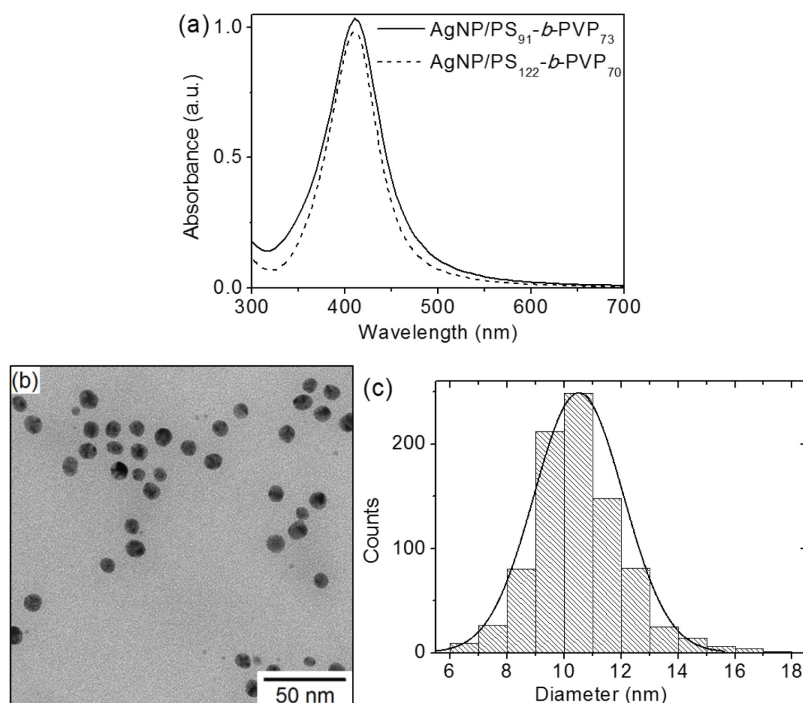 (a)
AgNP/PS91-b-PVP73
AgNP/PS122-b-PVP70
Absorbance (a.u.)
1.0
0.5
0.0
300 400 500 600 700
Wavelength (nm)
(b)
50 nm
(c)
Counts
200
100
0
6 8 10 12 14 16 18
Diameter (nm)